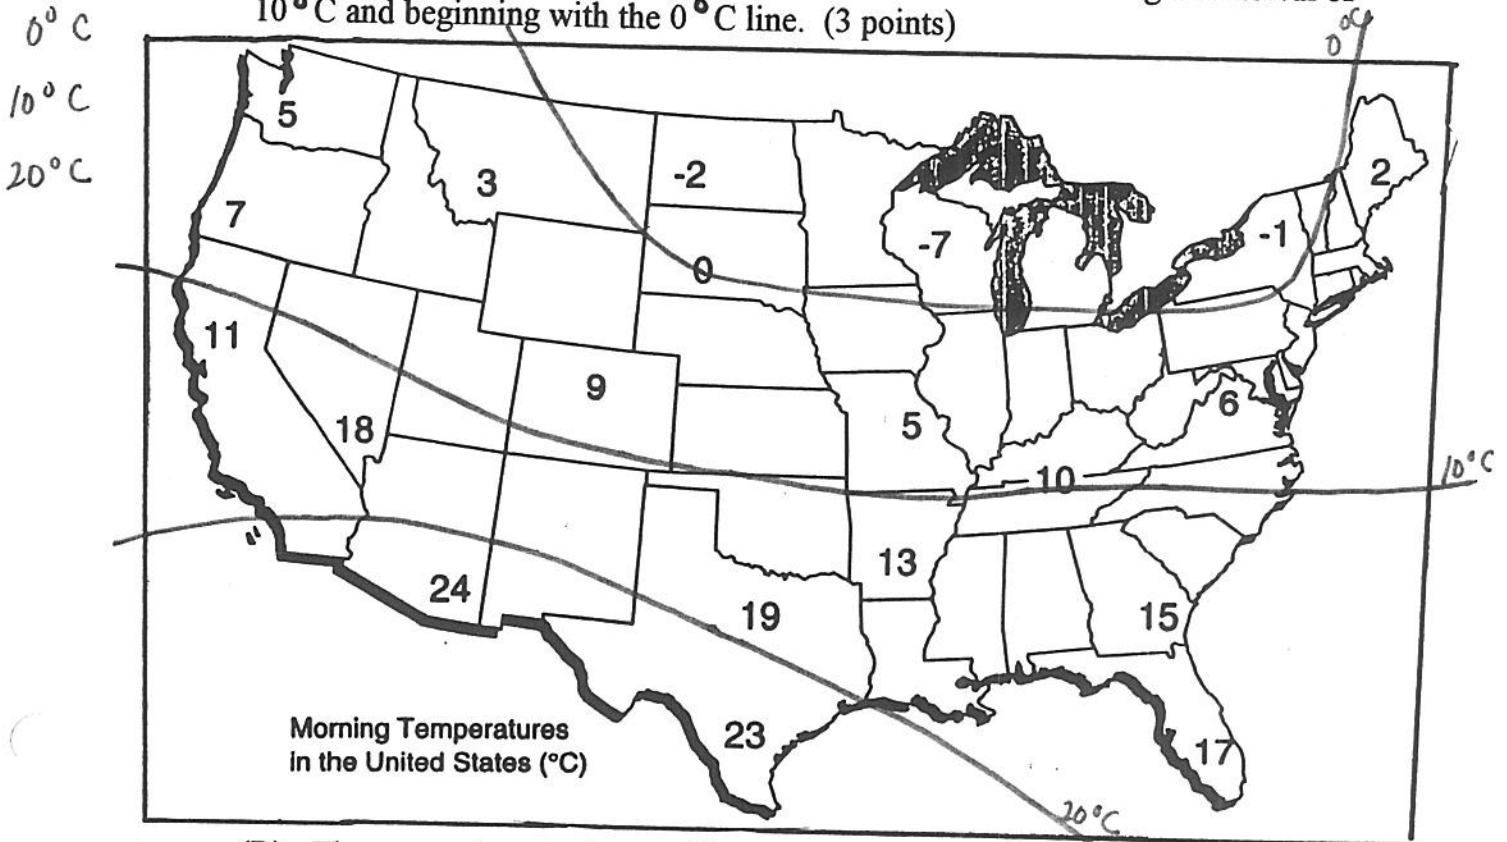 10°C and beginning with the 0°C line. (3 points)
0°C
0°C
10°C
20°C
5
3
-2
2
7
-7
-1
0
11
9
18
5
6
10
10°C
13
24
19
15
23
17
Morning Temperatures
in the United States (°C)
20°C